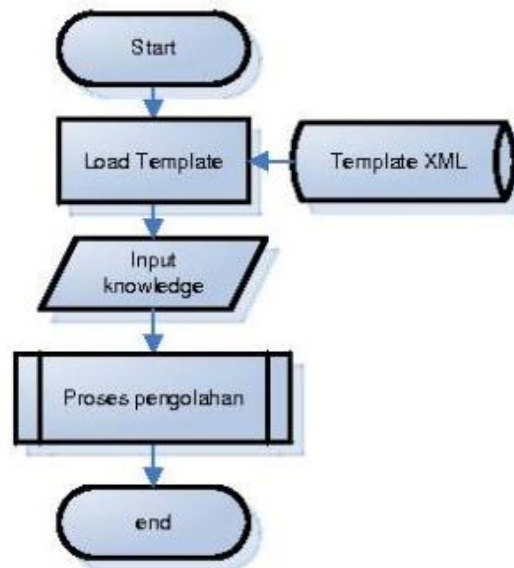 Start
Load Template
Template XML
Input
knowledge
Proses pengolahan
end